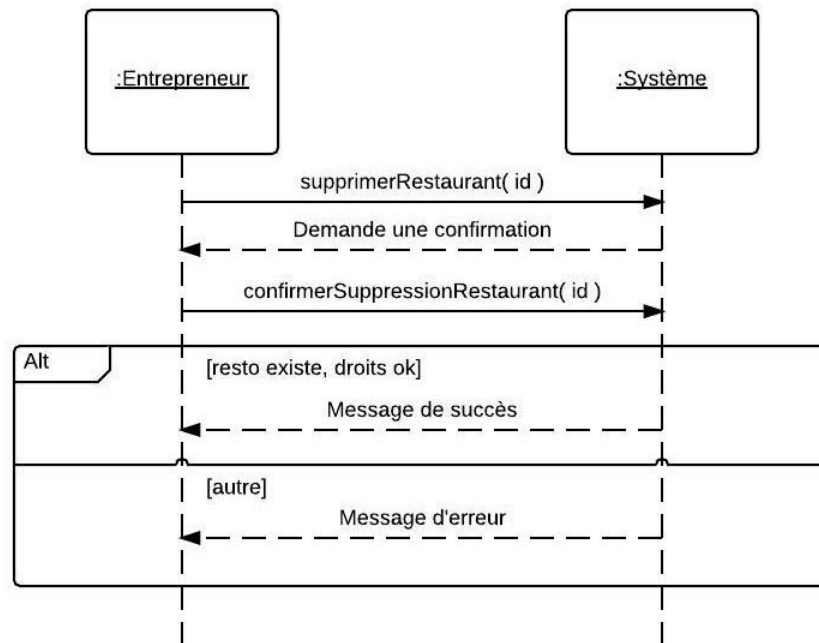 :Entrepreneur
:Système
supprimerRestaurant( id )
Demande une confirmation
confirmerSuppressionRestaurant( id )
Alt
[resto existe, droits ok]
Message de succès
[autre]
Message d'erreur